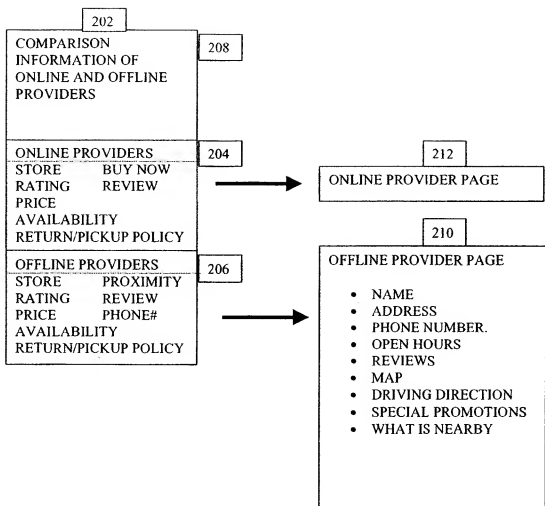 202
COMPARISON
INFORMATION OF
ONLINE AND OFFLINE
PROVIDERS
208
ONLINE PROVIDERS
204
STORE BUY NOW
RATING REVIEW
PRICE
AVAILABILITY
RETURN/PICKUP POLICY
OFFLINE PROVIDERS
206
STORE PROXIMITY
RATING REVIEW
PRICE PHONE#
AVAILABILITY
RETURN/PICKUP POLICY
212
ONLINE PROVIDER PAGE
210
OFFLINE PROVIDER PAGE
• NAME
• ADDRESS
• PHONE NUMBER.
• OPEN HOURS
• REVIEWS
• MAP
• DRIVING DIRECTION
• SPECIAL PROMOTIONS
• WHAT IS NEARBY